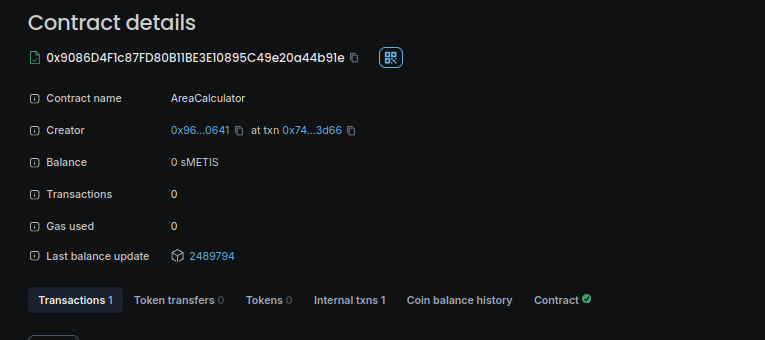 Contract details
0x9086D4F1c87FD80B11BE3E10895C49e20a44b91e
Contract name AreaCalculator
Creator 0x96...0641 at txn 0x74...3d66
Balance 0 sMETIS
Transactions 0
Gas used 0
Last balance update 2489794
Transactions 1 Token transfers 0 Tokens 0 Internal txns 1 Coin balance history Contract